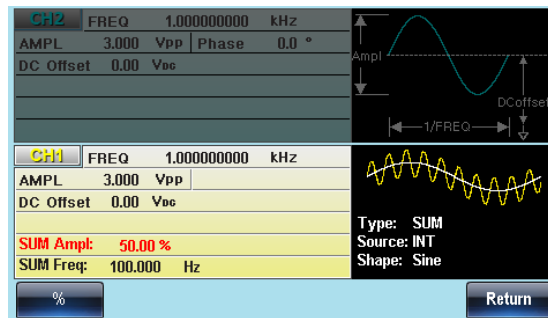 CH2 FREQ 1.000000000 kHz
AMPL 3.000 Vpp Phase 0.0 °
DC Offset 0.00 VDC
Ampl
DCoffset
1/FREQ
CH1 FREQ 1.000000000 kHz
AMPL 3.000 Vpp
DC Offset 0.00 VDC
SUM Ampl: 50.00 %
SUM Freq: 100.000 Hz
Type: SUM
Source: INT
Shape: Sine
% Return